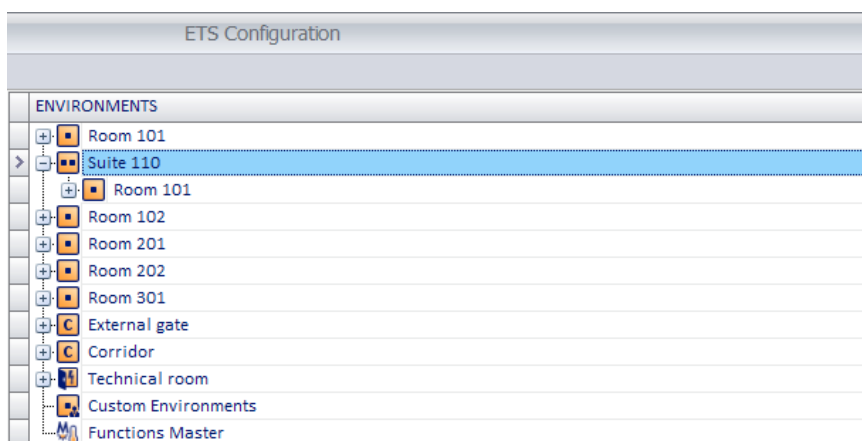 ETS Configuration
ENVIRONMENTS
Room 101
Suite 110
Room 101
Room 102
Room 201
Room 202
Room 301
C External gate
C Corridor
Technical room
Custom Environments
Functions Master